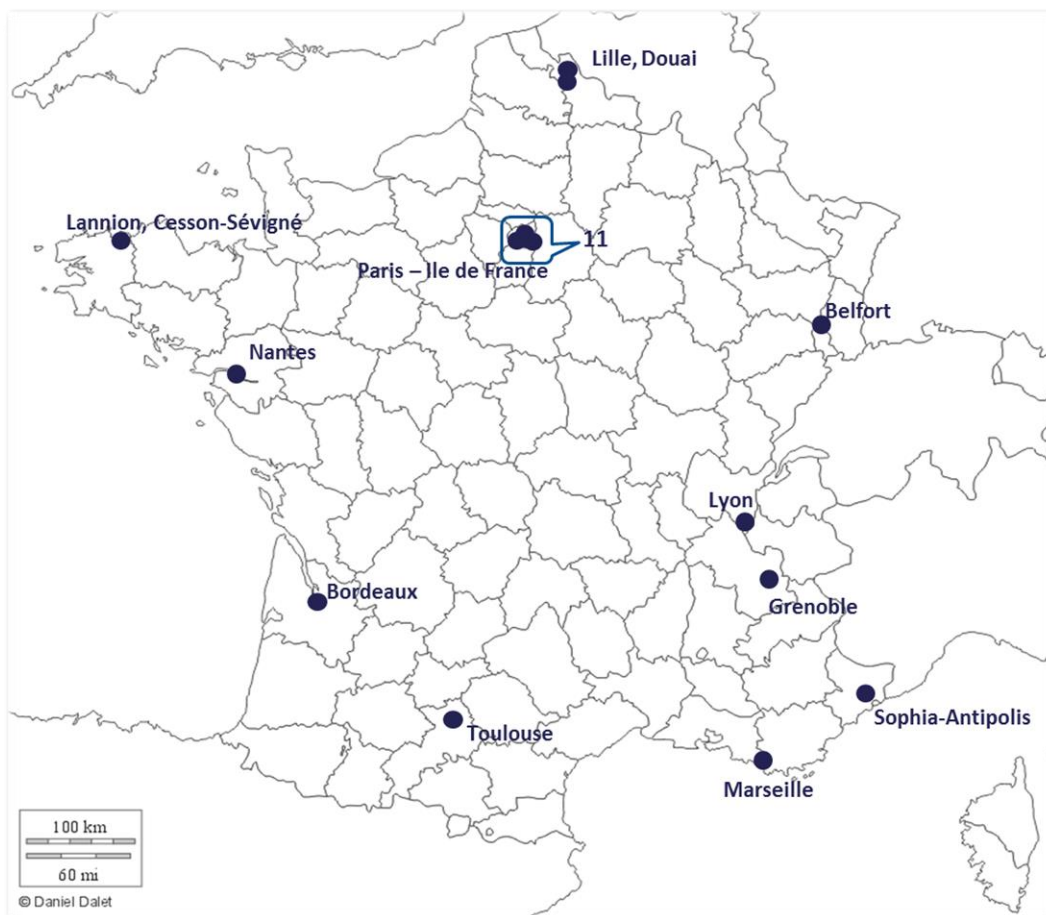 Lille, Douai
Lannion, Cesson-Sévigné
11
Paris – Ile de France
Belfort
Nantes
Lyon
Bordeaux
Grenoble
Sophia-Antipolis
Toulouse
Marseille
100 km
60 mi
© Daniel Dalet